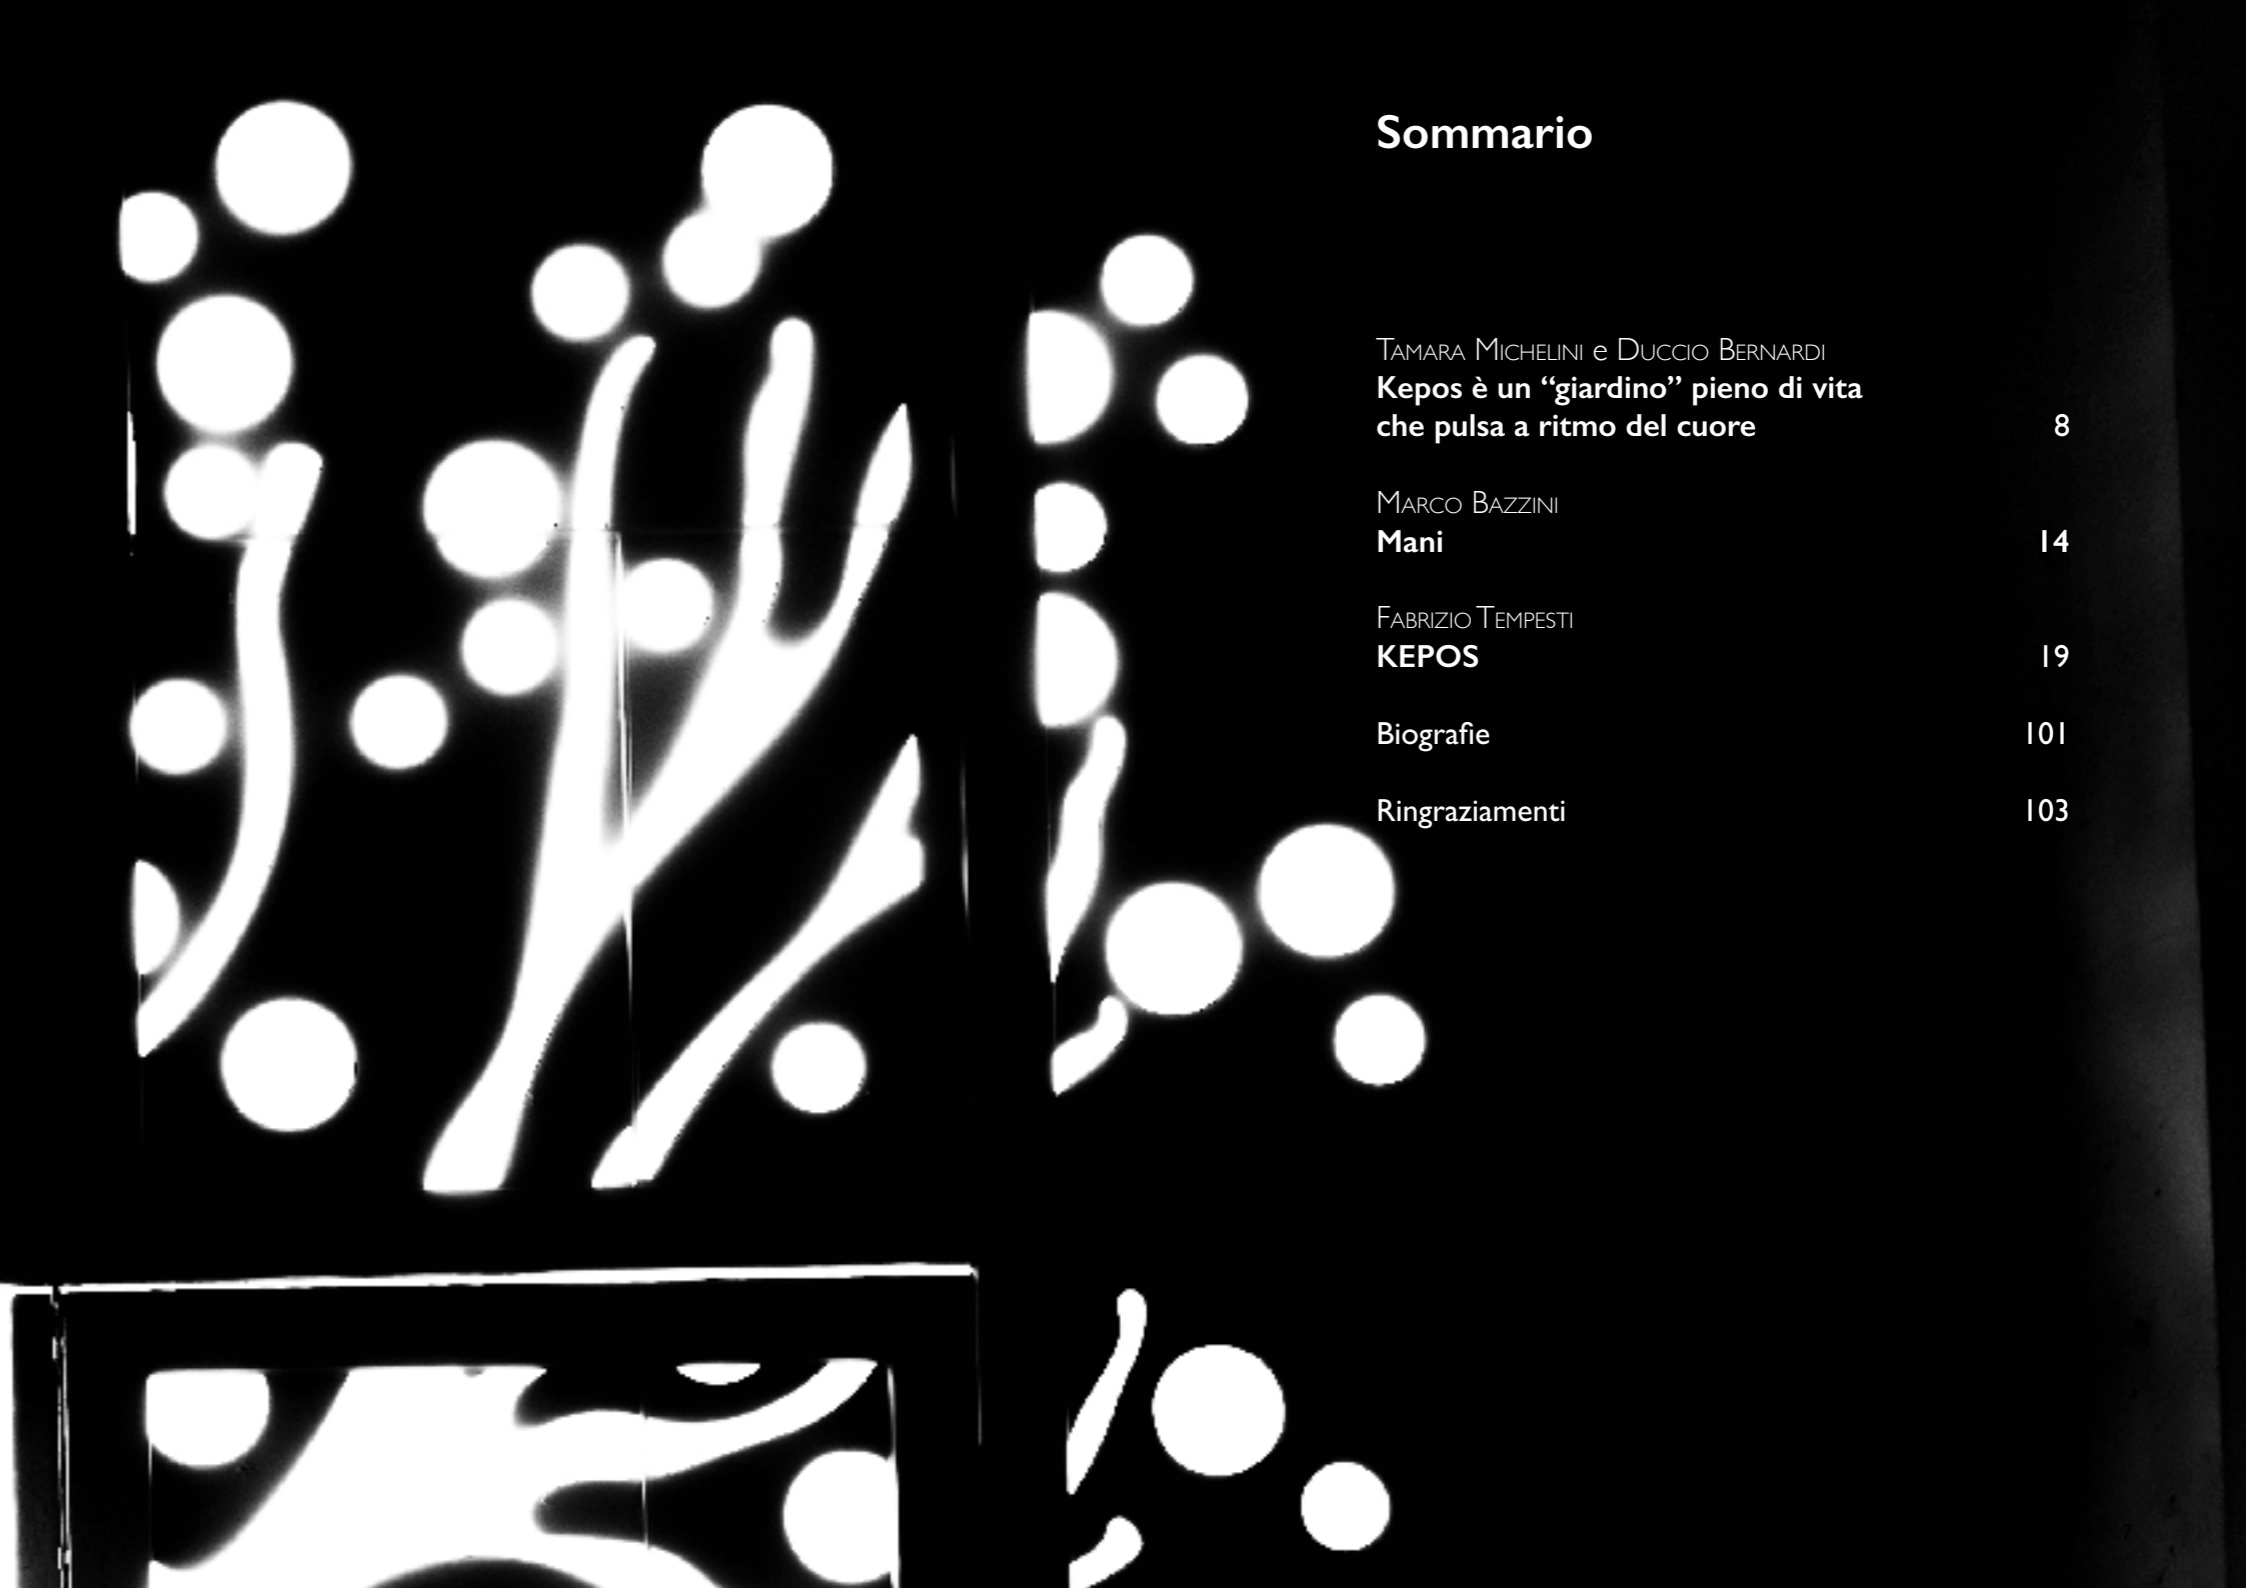 Sommario
Tamara Michelini e Duccio Bernardi
Kepos è un “giardino” pieno di vita
che pulsa a ritmo del cuore 8
Marco Bazzini
Mani 14
Fabrizio Tempesti
KEPOS 19
Biografie 101
Ringraziamenti 103
7